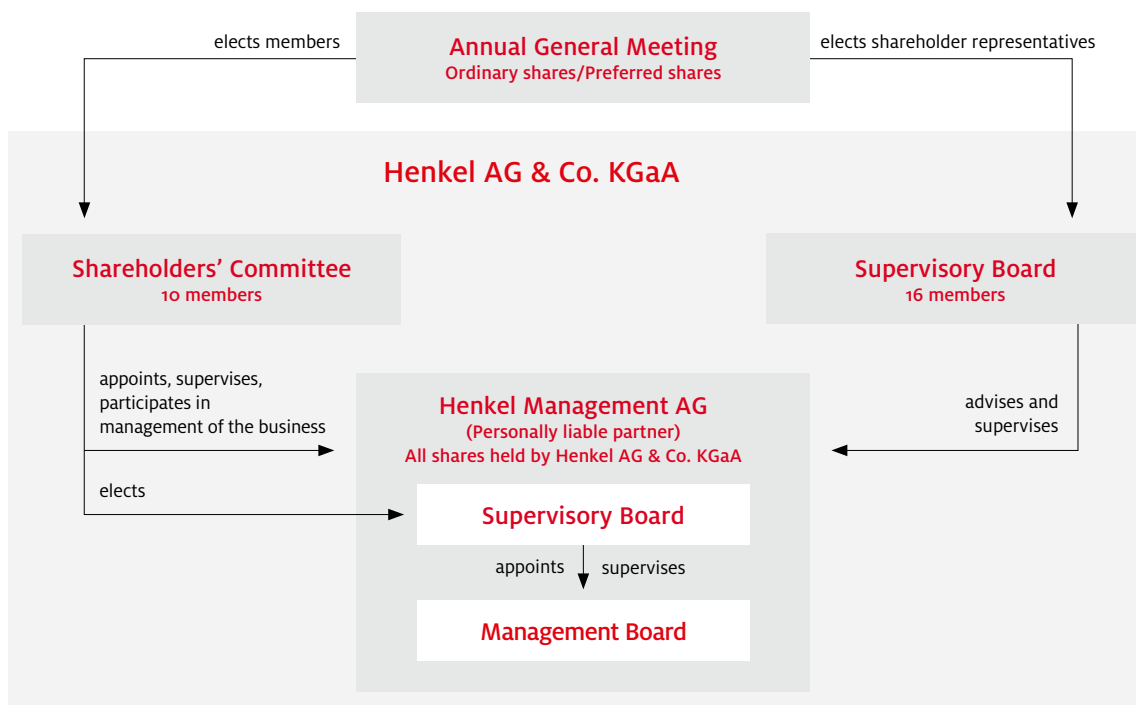 elects members
Annual General Meeting
Ordinary shares/Preferred shares
elects shareholder representatives
Henkel AG & Co. KGaA
Shareholders’ Committee
10 members
Supervisory Board
16 members
appoints, supervises,
participates in
management of the business
Henkel Management AG
(Personally liable partner)
All shares held by Henkel AG & Co. KGaA
advises and
supervises
elects
Supervisory Board
appoints
supervises
Management Board